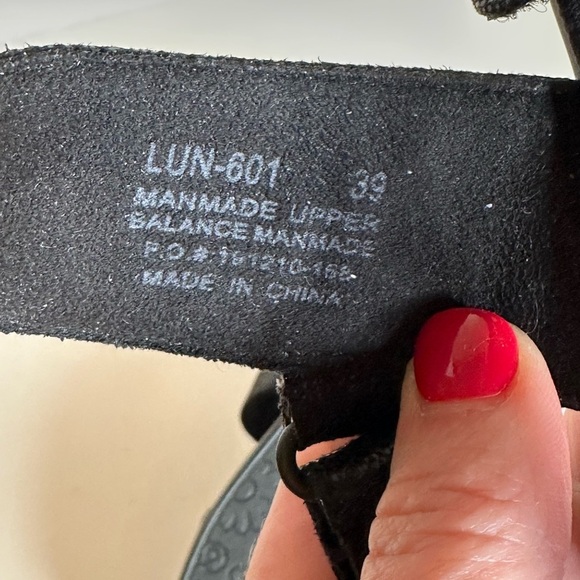 LUN-601 39
MANMADE UPPER
BALANCE MANMADE
P.O #
MADE IN CHINA